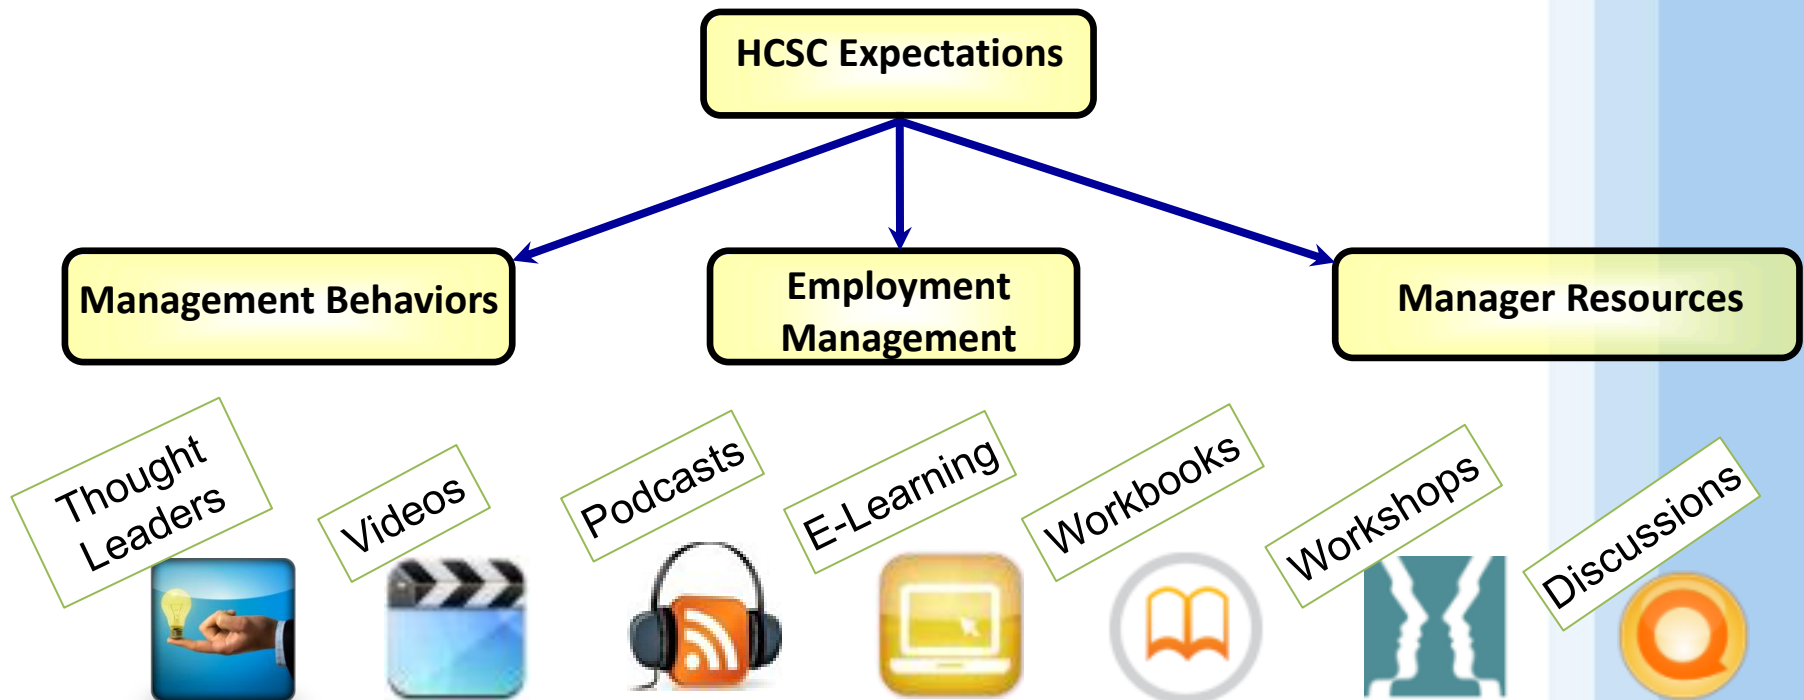 HCSC Expectations
Management Behaviors
Employment
Management
Manager Resources
Thought
Leaders
Videos
Podcasts
E-Learning
Workbooks
Workshops
Discussions